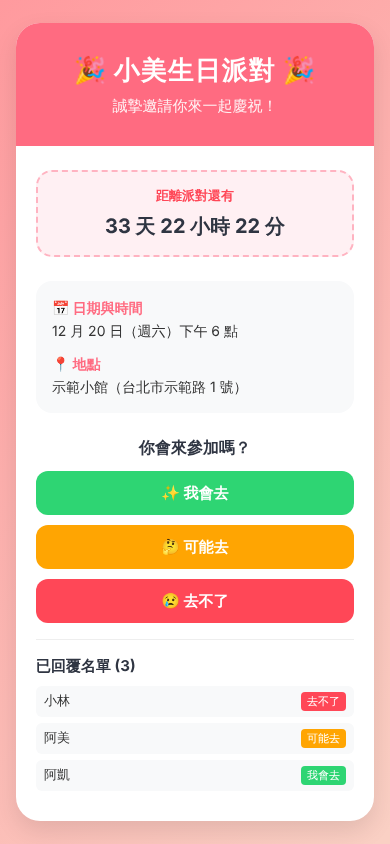 🎉 小美生日派對 🎉
誠摯邀請你來一起慶祝！
距離派對還有
33 天 22 小時 22 分
📅 日期與時間
12 月 20 日（週六）下午 6 點
📍 地點
示範小館（台北市示範路 1 號）
你會來參加嗎？
✨ 我會去
🤔 可能去
😢 去不了
已回覆名單 (3)
小林 去不了
阿美 可能去
阿凱 我會去